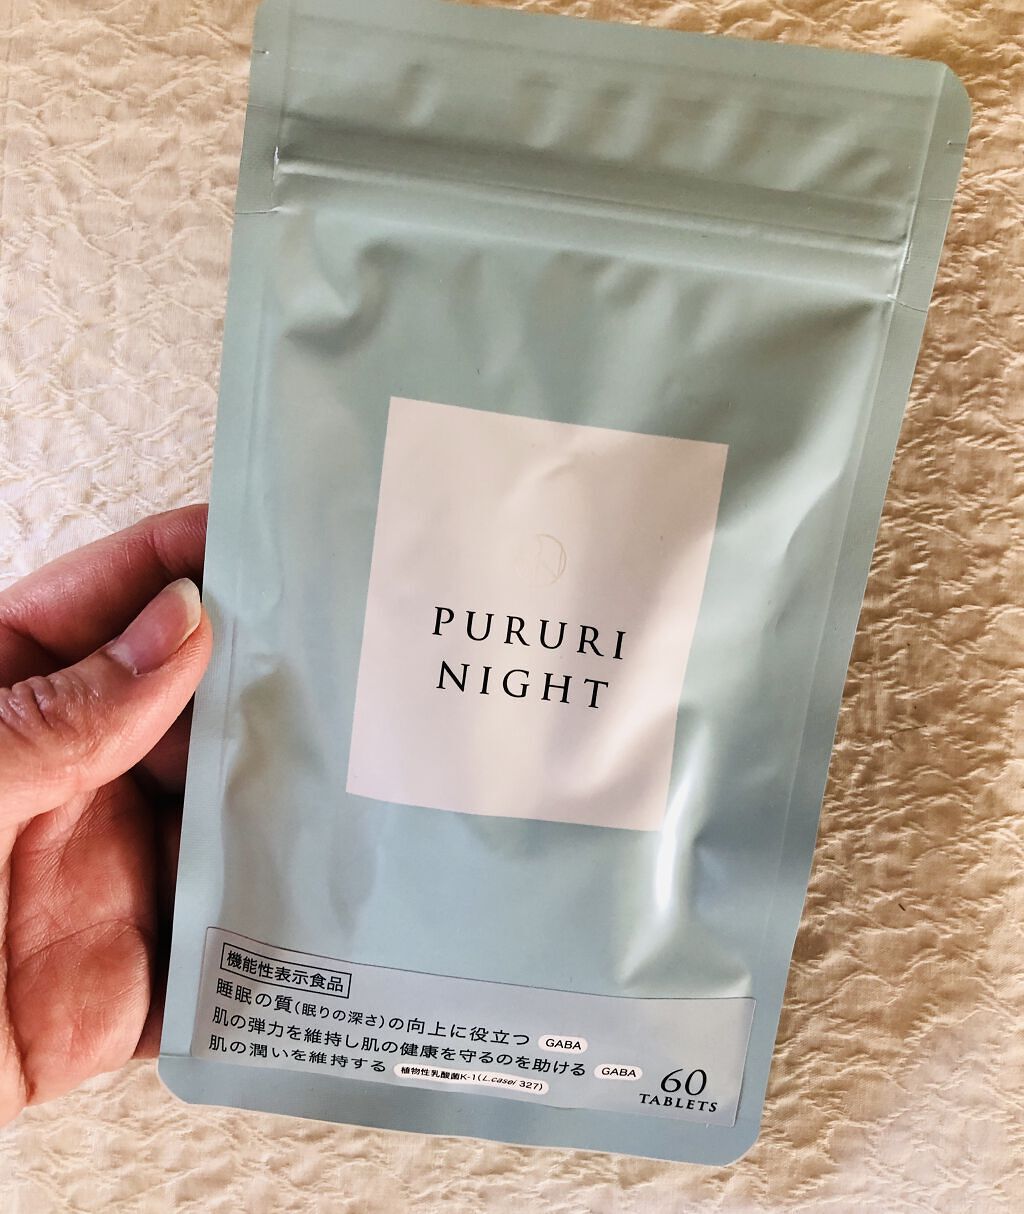 PURURI
NIGHT
機能性表示食品
睡眠の質(眠りの深さ)の向上に役立つ GABA
肌の弾力を維持し肌の健康を守るのを助ける GABA
肌の潤いを維持する 植物性乳酸菌K-1(L.casei 327)
60
TABLETS